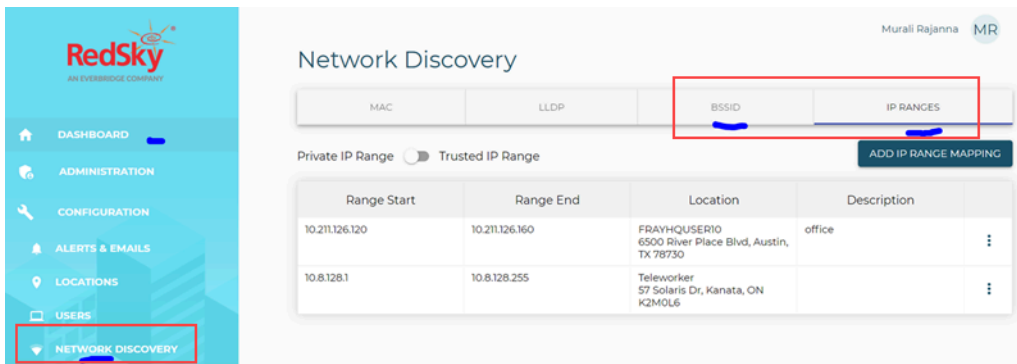 RedSky
AN EVERBRIDGE COMPANY
DASHBOARD
ADMINISTRATION
CONFIGURATION
ALERTS & EMAILS
LOCATIONS
USERS
NETWORK DISCOVERY
Murali Rajanna MR
Network Discovery
MAC LLDP BSSID IP RANGES
Private IP Range Trusted IP Range ADD IP RANGE MAPPING
Range Start Range End Location Description
10.211.126.120 10.211.126.160 FRAYHQUSER10 office
6500 River Place Blvd, Austin,
TX 78730
10.8.128.1 10.8.128.255 Teleworker
57 Solaris Dr, Kanata, ON
K2M0L6